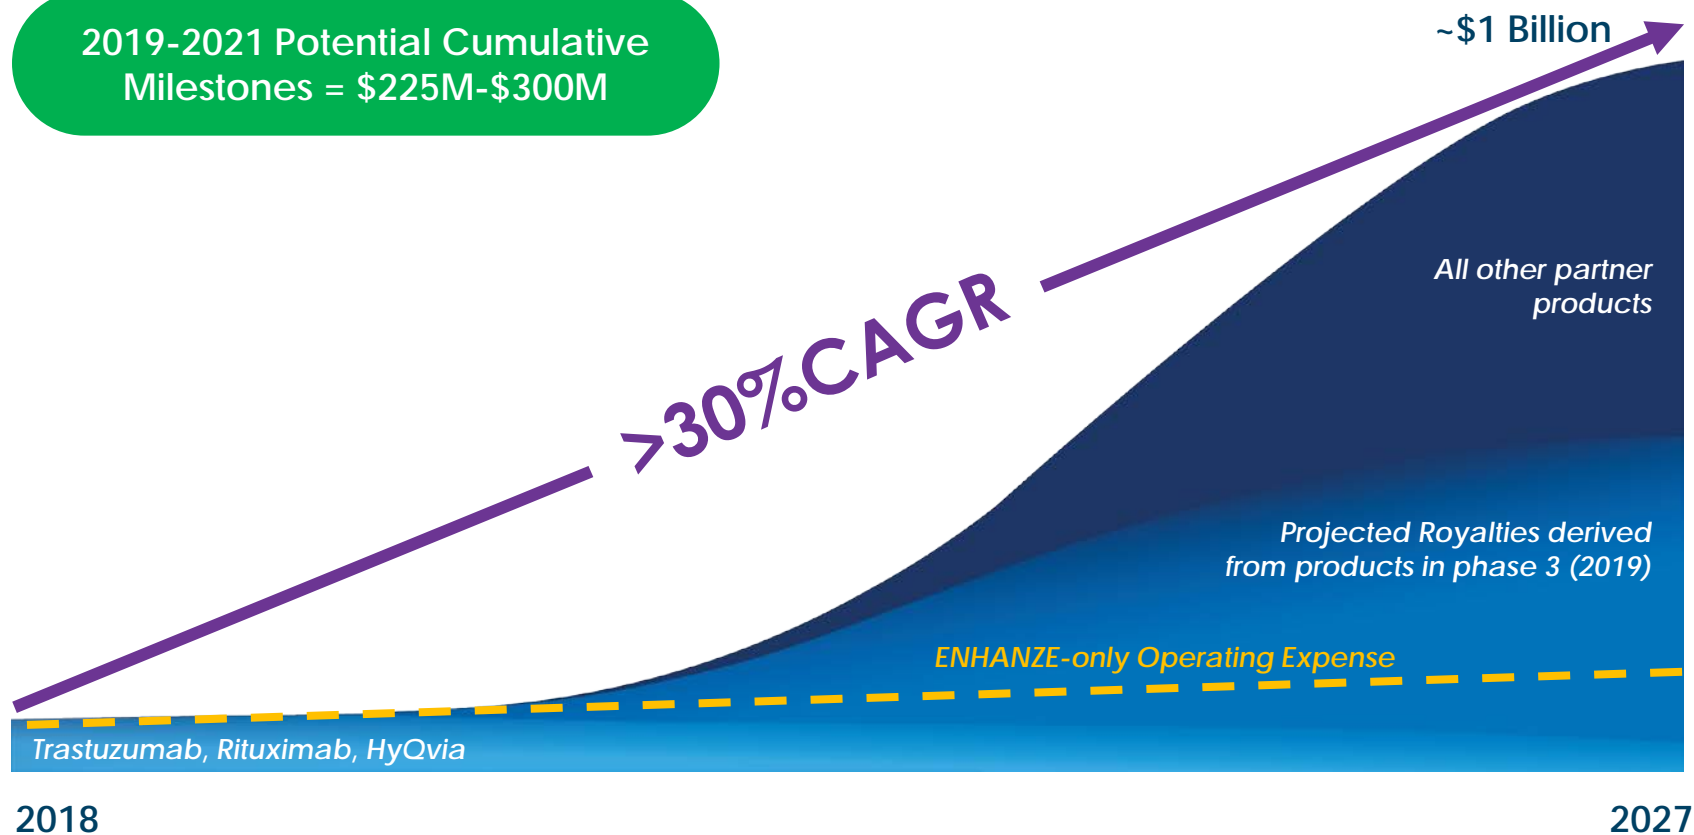 2019-2021 Potential Cumulative
Milestones = $225M-$300M
~$1 Billion
>30%CAGR
All other partner
products
Projected Royalties derived
from products in phase 3 (2019)
ENHANZE-only Operating Expense
Trastuzumab, Rituximab, HyQvia
2018
2027